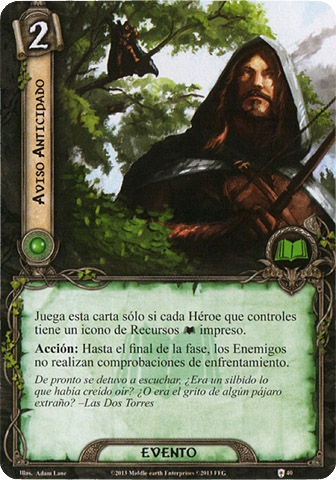 2
AVISO ANTICIPADO
Juega esta carta sólo si cada Héroe que controles
tiene un icono de Recursos impreso.
Acción: Hasta el final de la fase, los Enemigos
no realizan comprobaciones de enfrentamiento.
De pronto se detuvo a escuchar, ¿Era un silbido lo
que había creído oír? ¿O era el grito de algún pájaro
extraño? –Las Dos Torres
EVENTO
Illus. Adam Lane
©2013 Middle-earth Enterprises ©2013 FFG
40